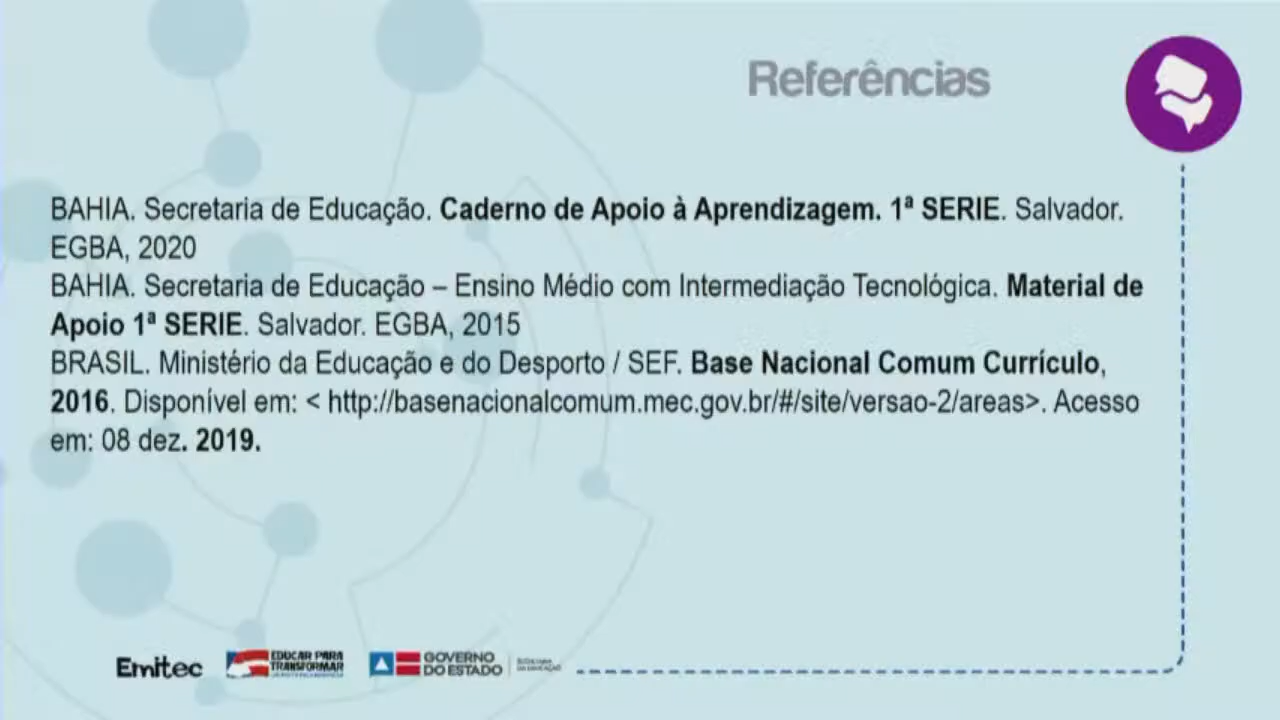 Referências
BAHIA. Secretaria de Educação. Caderno de Apoio à Aprendizagem. 1ª SERIE. Salvador.
EGBA, 2020
BAHIA. Secretaria de Educação – Ensino Médio com Intermediação Tecnológica. Material de
Apoio 1ª SERIE. Salvador. EGBA, 2015
BRASIL. Ministério da Educação e do Desporto / SEF. Base Nacional Comum Currículo,
2016. Disponível em: < http://basenacionalcomum.mec.gov.br/#/site/versao-2/areas>. Acesso
em: 08 dez. 2019.
Emitec
EDUCAR PARA
TRANSFORMAR
GOVERNO
DO ESTADO